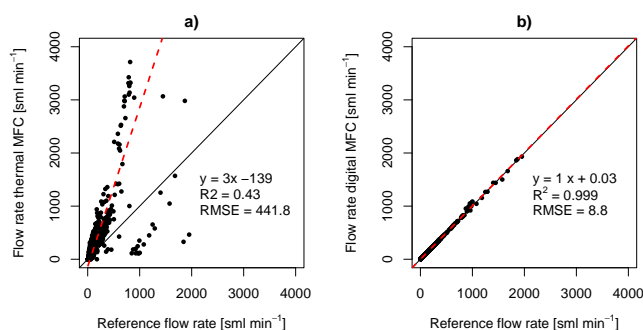 a)
Flow rate thermal MFC [sml min−1]
4000
3000
2000
1000
0
y = 3x −139
R2 = 0.43
RMSE = 441.8
0 1000 2000 3000 4000
Reference flow rate [sml min−1]
b)
Flow rate digital MFC [sml min−1]
4000
3000
2000
1000
0
y = 1 x + 0.03
R² = 0.999
RMSE = 8.8
0 1000 2000 3000 4000
Reference flow rate [sml min−1]